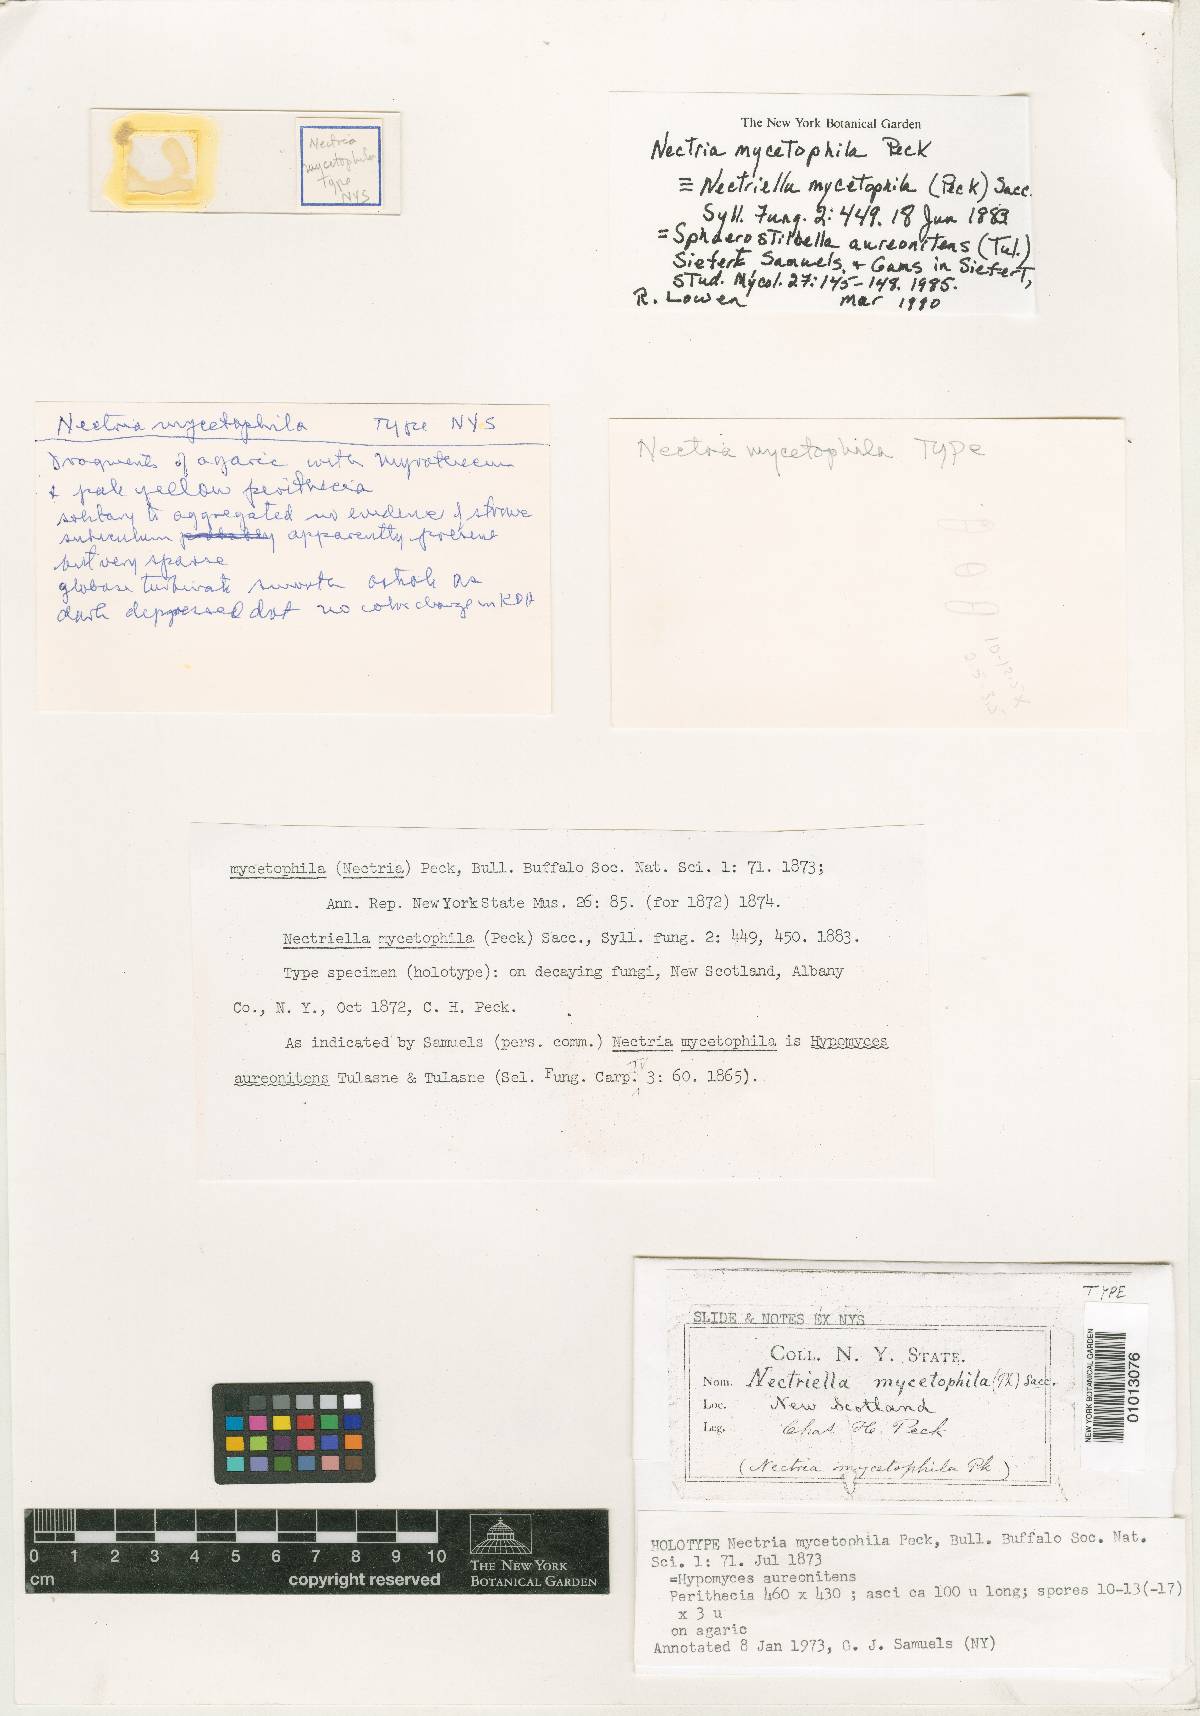 Nectria
mycetophila
Type
NYS
The New York Botanical Garden
Nectria mycetophila Peck
≡ Nectriella mycetophila (Peck) Sacc.
Syll. Fung. 2: 449. 18 Jun 1883
= Sphaerostilbella aureonitens (Tul.)
Siefert Samuels, & Gams in Siefert,
Stud. Mycol. 27: 145-148. 1985.
R. Lowen Mar 1990
Nectria mycetophila Type NYS
Fragments of agaric with
& pale yellow perithecia
solitary to aggregated no evidence of stroma
subiculum probably apparently present
but very sparse
globose turbinate smooth ostiole as
dark depressed dot no color change in KOH
Nectria mycetophila Type
mycetophila (Nectria) Peck, Bull. Buffalo Soc. Nat. Sci. 1: 71. 1873;
Ann. Rep. New York State Mus. 26: 85. (for 1872) 1874.
Nectriella mycetophila (Peck) Sacc., Syll. fung. 2: 449, 450. 1883.
Type specimen (holotype): on decaying fungi, New Scotland, Albany
Co., N. Y., Oct 1872, C. H. Peck.
As indicated by Samuels (pers. comm.) Nectria mycetophila is Hypomyces
aureonitens Tulasne & Tulasne (Sel. Fung. Carp. 3: 60. 1865).
TYPE
SLIDE & NOTES EX NYS
COLL. N. Y. STATE.
Nom. Nectriella mycetophila (Pk) Sacc.
Loc. New Scotland
Leg. Chas. H. Peck
(Nectria mycetophila Pk)
NEW YORK BOTANICAL GARDEN
01013076
HOLOTYPE Nectria mycetophila Peck, Bull. Buffalo Soc. Nat.
Sci. 1: 71. Jul 1873
=Hypomyces aureonitens
Perithecia 460 x 430 ; asci ca 100 u long; spores 10-13(-17)
x 3 u
on agaric
Annotated 8 Jan 1973, G. J. Samuels (NY)
0 1 2 3 4 5 6 7 8 9 10
cm
copyright reserved
THE NEW YORK
BOTANICAL GARDEN